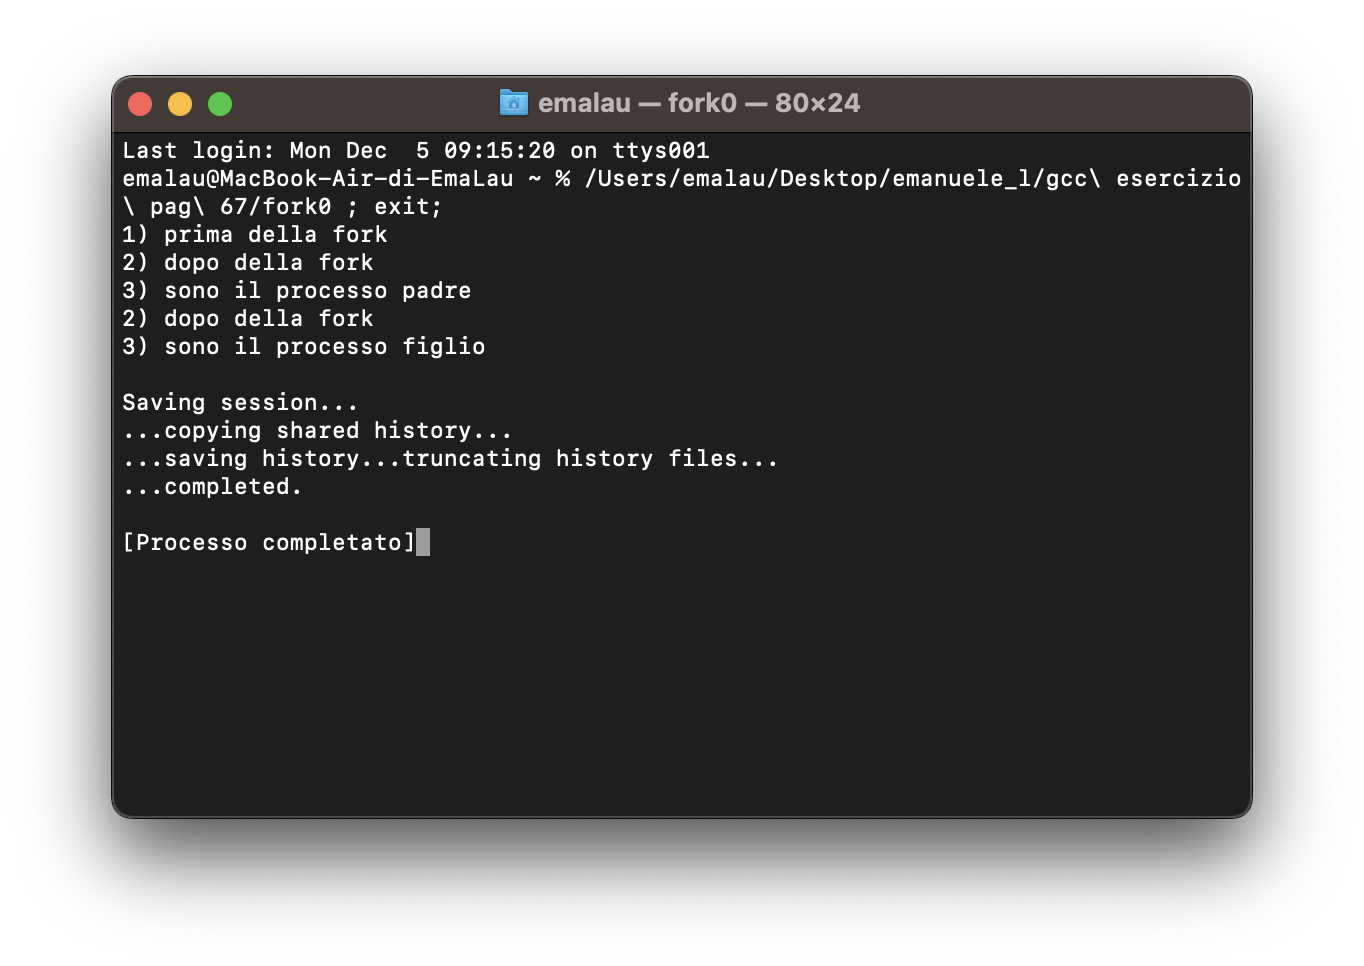 emalau — fork0 — 80×24
Last login: Mon Dec  5 09:15:20 on ttys001
emalau@MacBook-Air-di-EmaLau ~ % /Users/emalau/Desktop/emanuele_l/gcc\ esercizio
\ pag\ 67/fork0 ; exit;
1) prima della fork
2) dopo della fork
3) sono il processo padre
2) dopo della fork
3) sono il processo figlio
Saving session...
...copying shared history...
...saving history...truncating history files...
...completed.
[Processo completato]